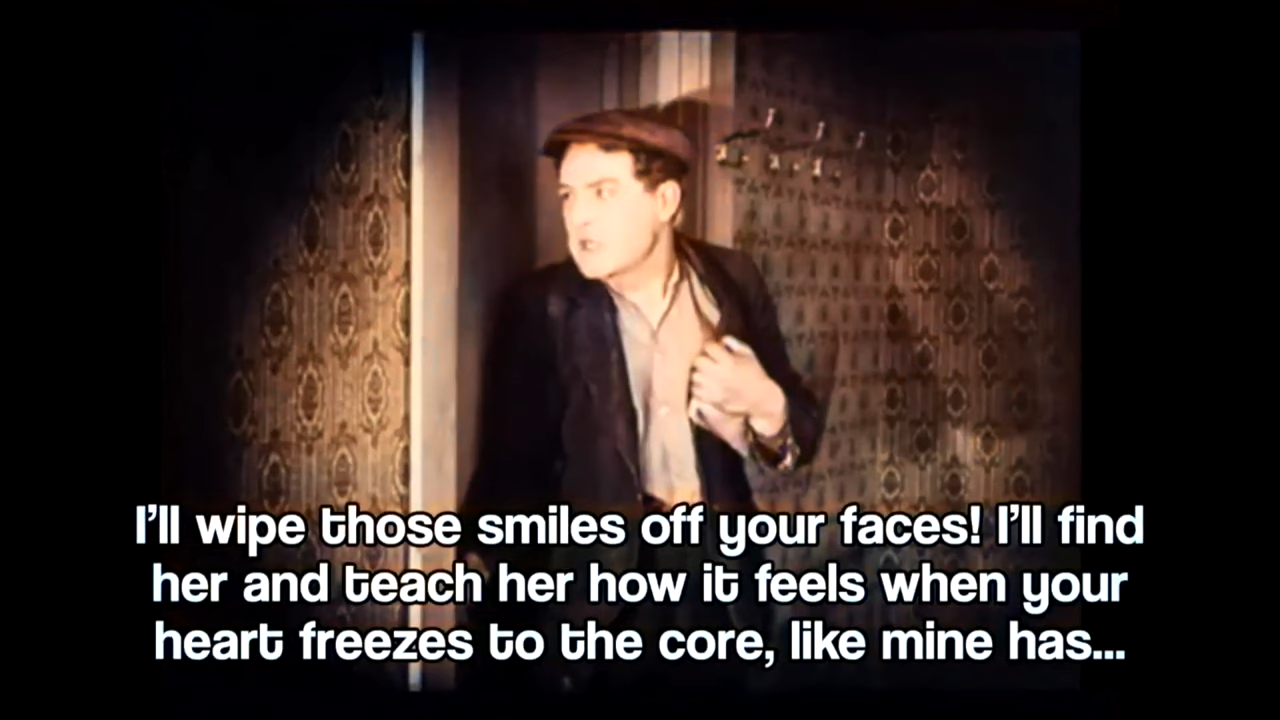 I'll wipe those smiles off your faces! I'll find
her and teach her how it feels when your
heart freezes to the core, like mine has...